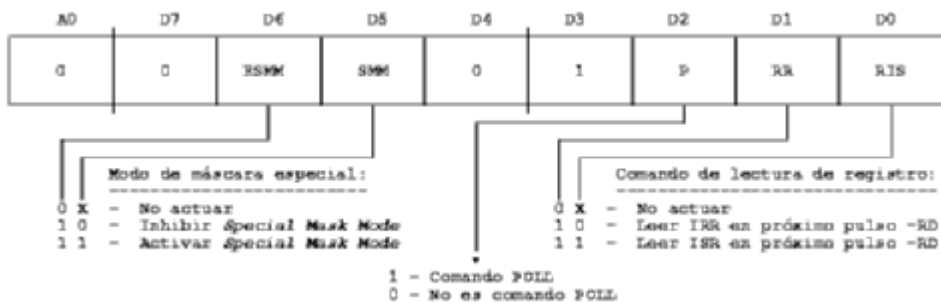 A0 D7 D6 D5 D4 D3 D2 D1 D0
0 0 ESMM SMM 0 1 P RR RIS
Modo de máscara especial:
0 X - No actuar
1 0 - Inhibir Special Mask Mode
1 1 - Activar Special Mask Mode
Comando de lectura de registro:
0 X - No actuar
1 0 - Leer IRR en próximo pulso -RD
1 1 - Leer ISR en próximo pulso -RD
1 - Comando POLL
0 - No es comando POLL